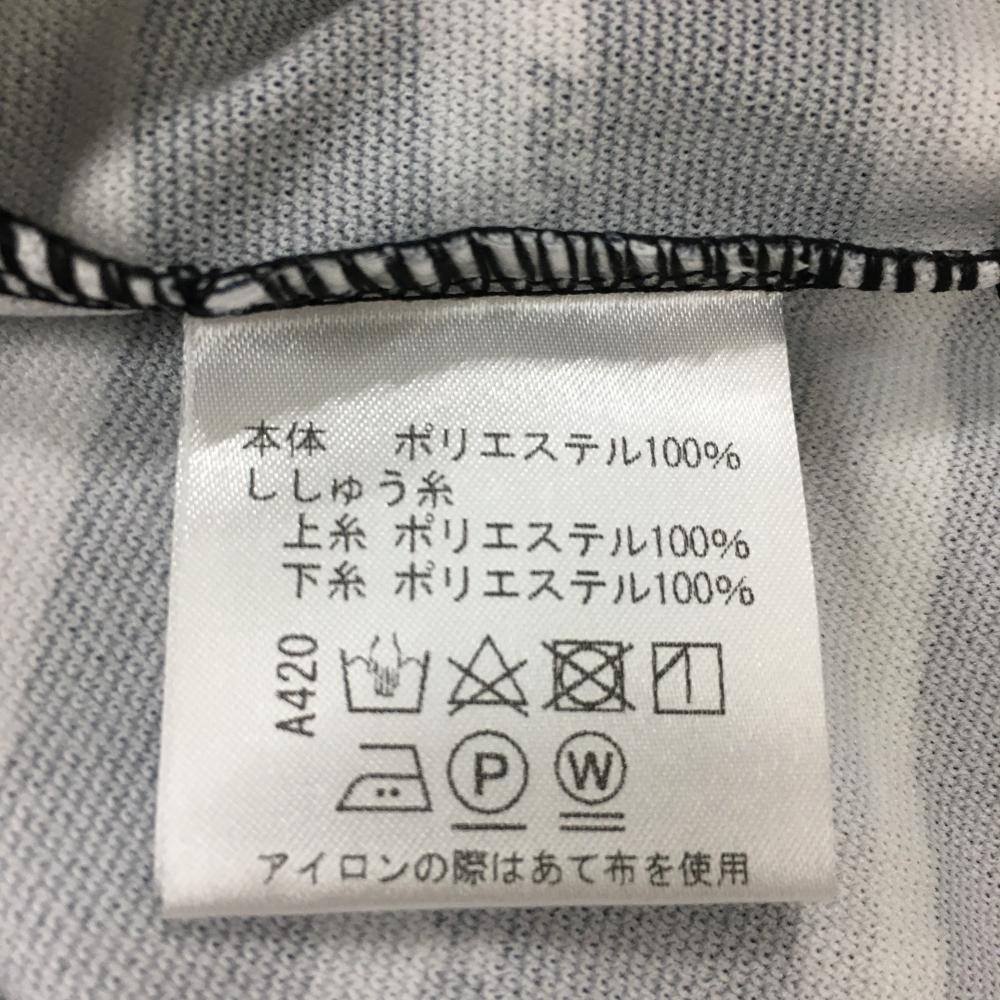 本体 ポリエステル100%
ししゅう糸
上糸 ポリエステル100%
下糸 ポリエステル100%
A420
P W
アイロンの際はあて布を使用